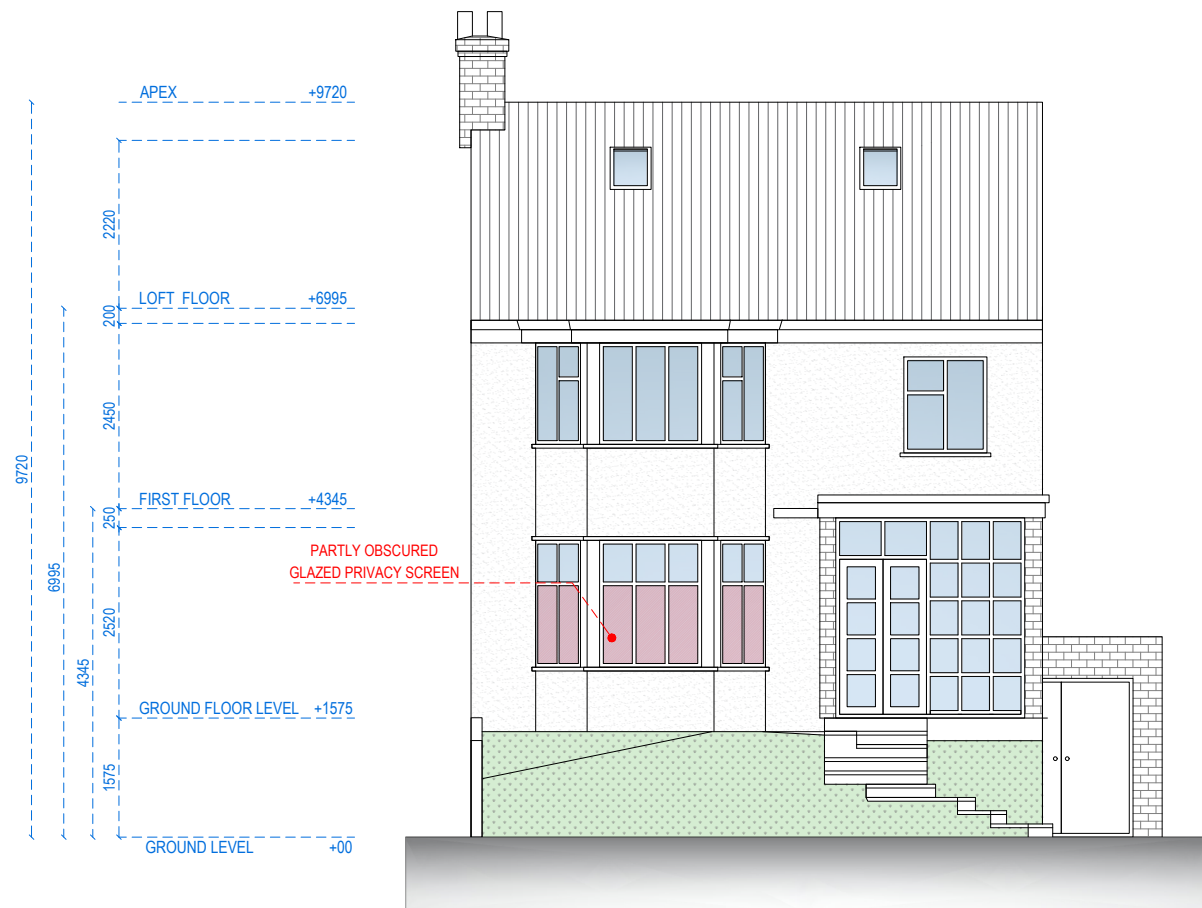 APEX +9720
2220
LOFT FLOOR +6995
200
2450
9720
FIRST FLOOR +4345
250
PARTLY OBSCURED
GLAZED PRIVACY SCREEN
6995
2520
4345
GROUND FLOOR LEVEL +1575
1575
GROUND LEVEL +00